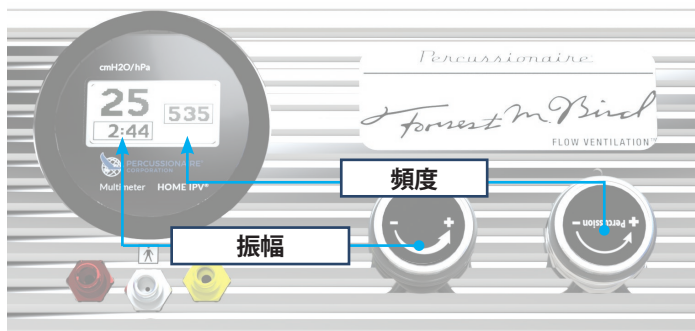 cmH2O/hPa
25
535
2:44
PERCUSSIONAIRE
CORPORATION
Multimeter HOME IPV®
Percussionaire
Forrest M. Bird
FLOW VENTILATION™
頻度
振幅
- +
+ Percussion -